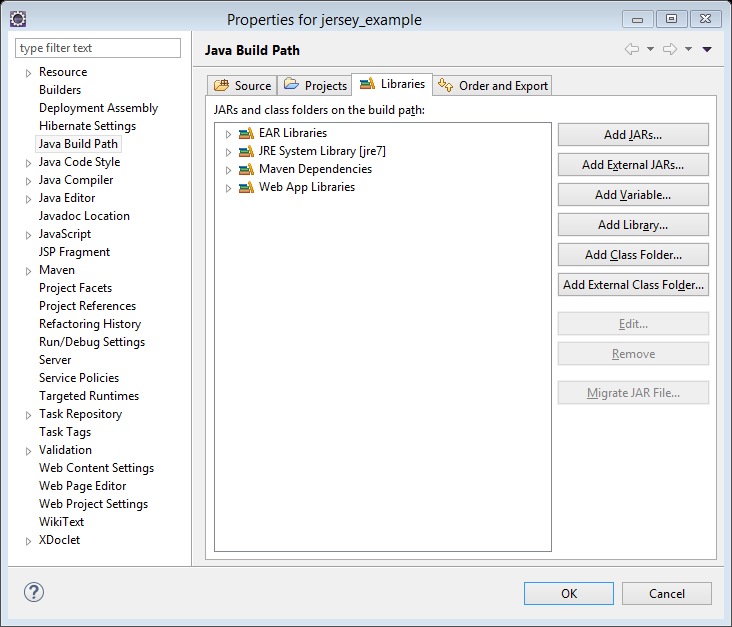 Properties for jersey_example
type filter text
Resource
Builders
Deployment Assembly
Hibernate Settings
Java Build Path
Java Code Style
Java Compiler
Java Editor
Javadoc Location
JavaScript
JSP Fragment
Maven
Project Facets
Project References
Refactoring History
Run/Debug Settings
Server
Service Policies
Targeted Runtimes
Task Repository
Task Tags
Validation
Web Content Settings
Web Page Editor
Web Project Settings
WikiText
XDoclet
Java Build Path
Source Projects Libraries Order and Export
JARs and class folders on the build path:
EAR Libraries
JRE System Library [jre7]
Maven Dependencies
Web App Libraries
Add JARs...
Add External JARs...
Add Variable...
Add Library...
Add Class Folder...
Add External Class Folder...
Edit...
Remove
Migrate JAR File...
?
OK Cancel